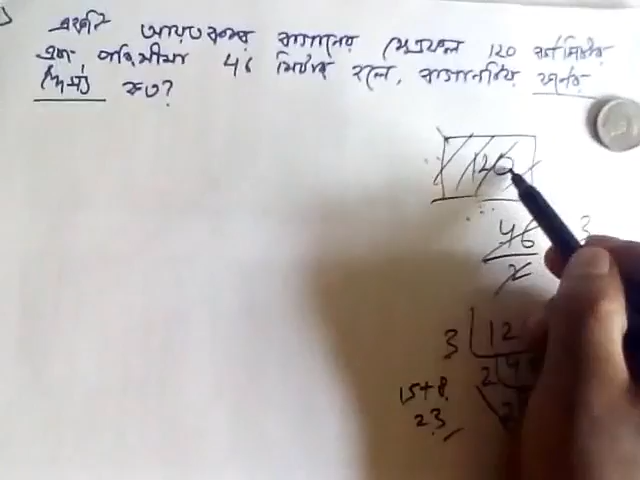 একটি আয়তাকার বাগানের ক্ষেত্রফল 120 বর্গমিটার
এবং পরিসীমা 46 মিটার হলে, বাগানটির
কত?
120
46
2
3
3 12
2 4
15+8
23